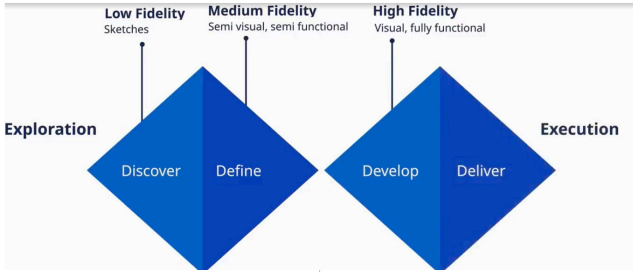 Low Fidelity
Sketches
Medium Fidelity
Semi visual, semi functional
High Fidelity
Visual, fully functional
Exploration
Execution
Discover
Define
Develop
Deliver